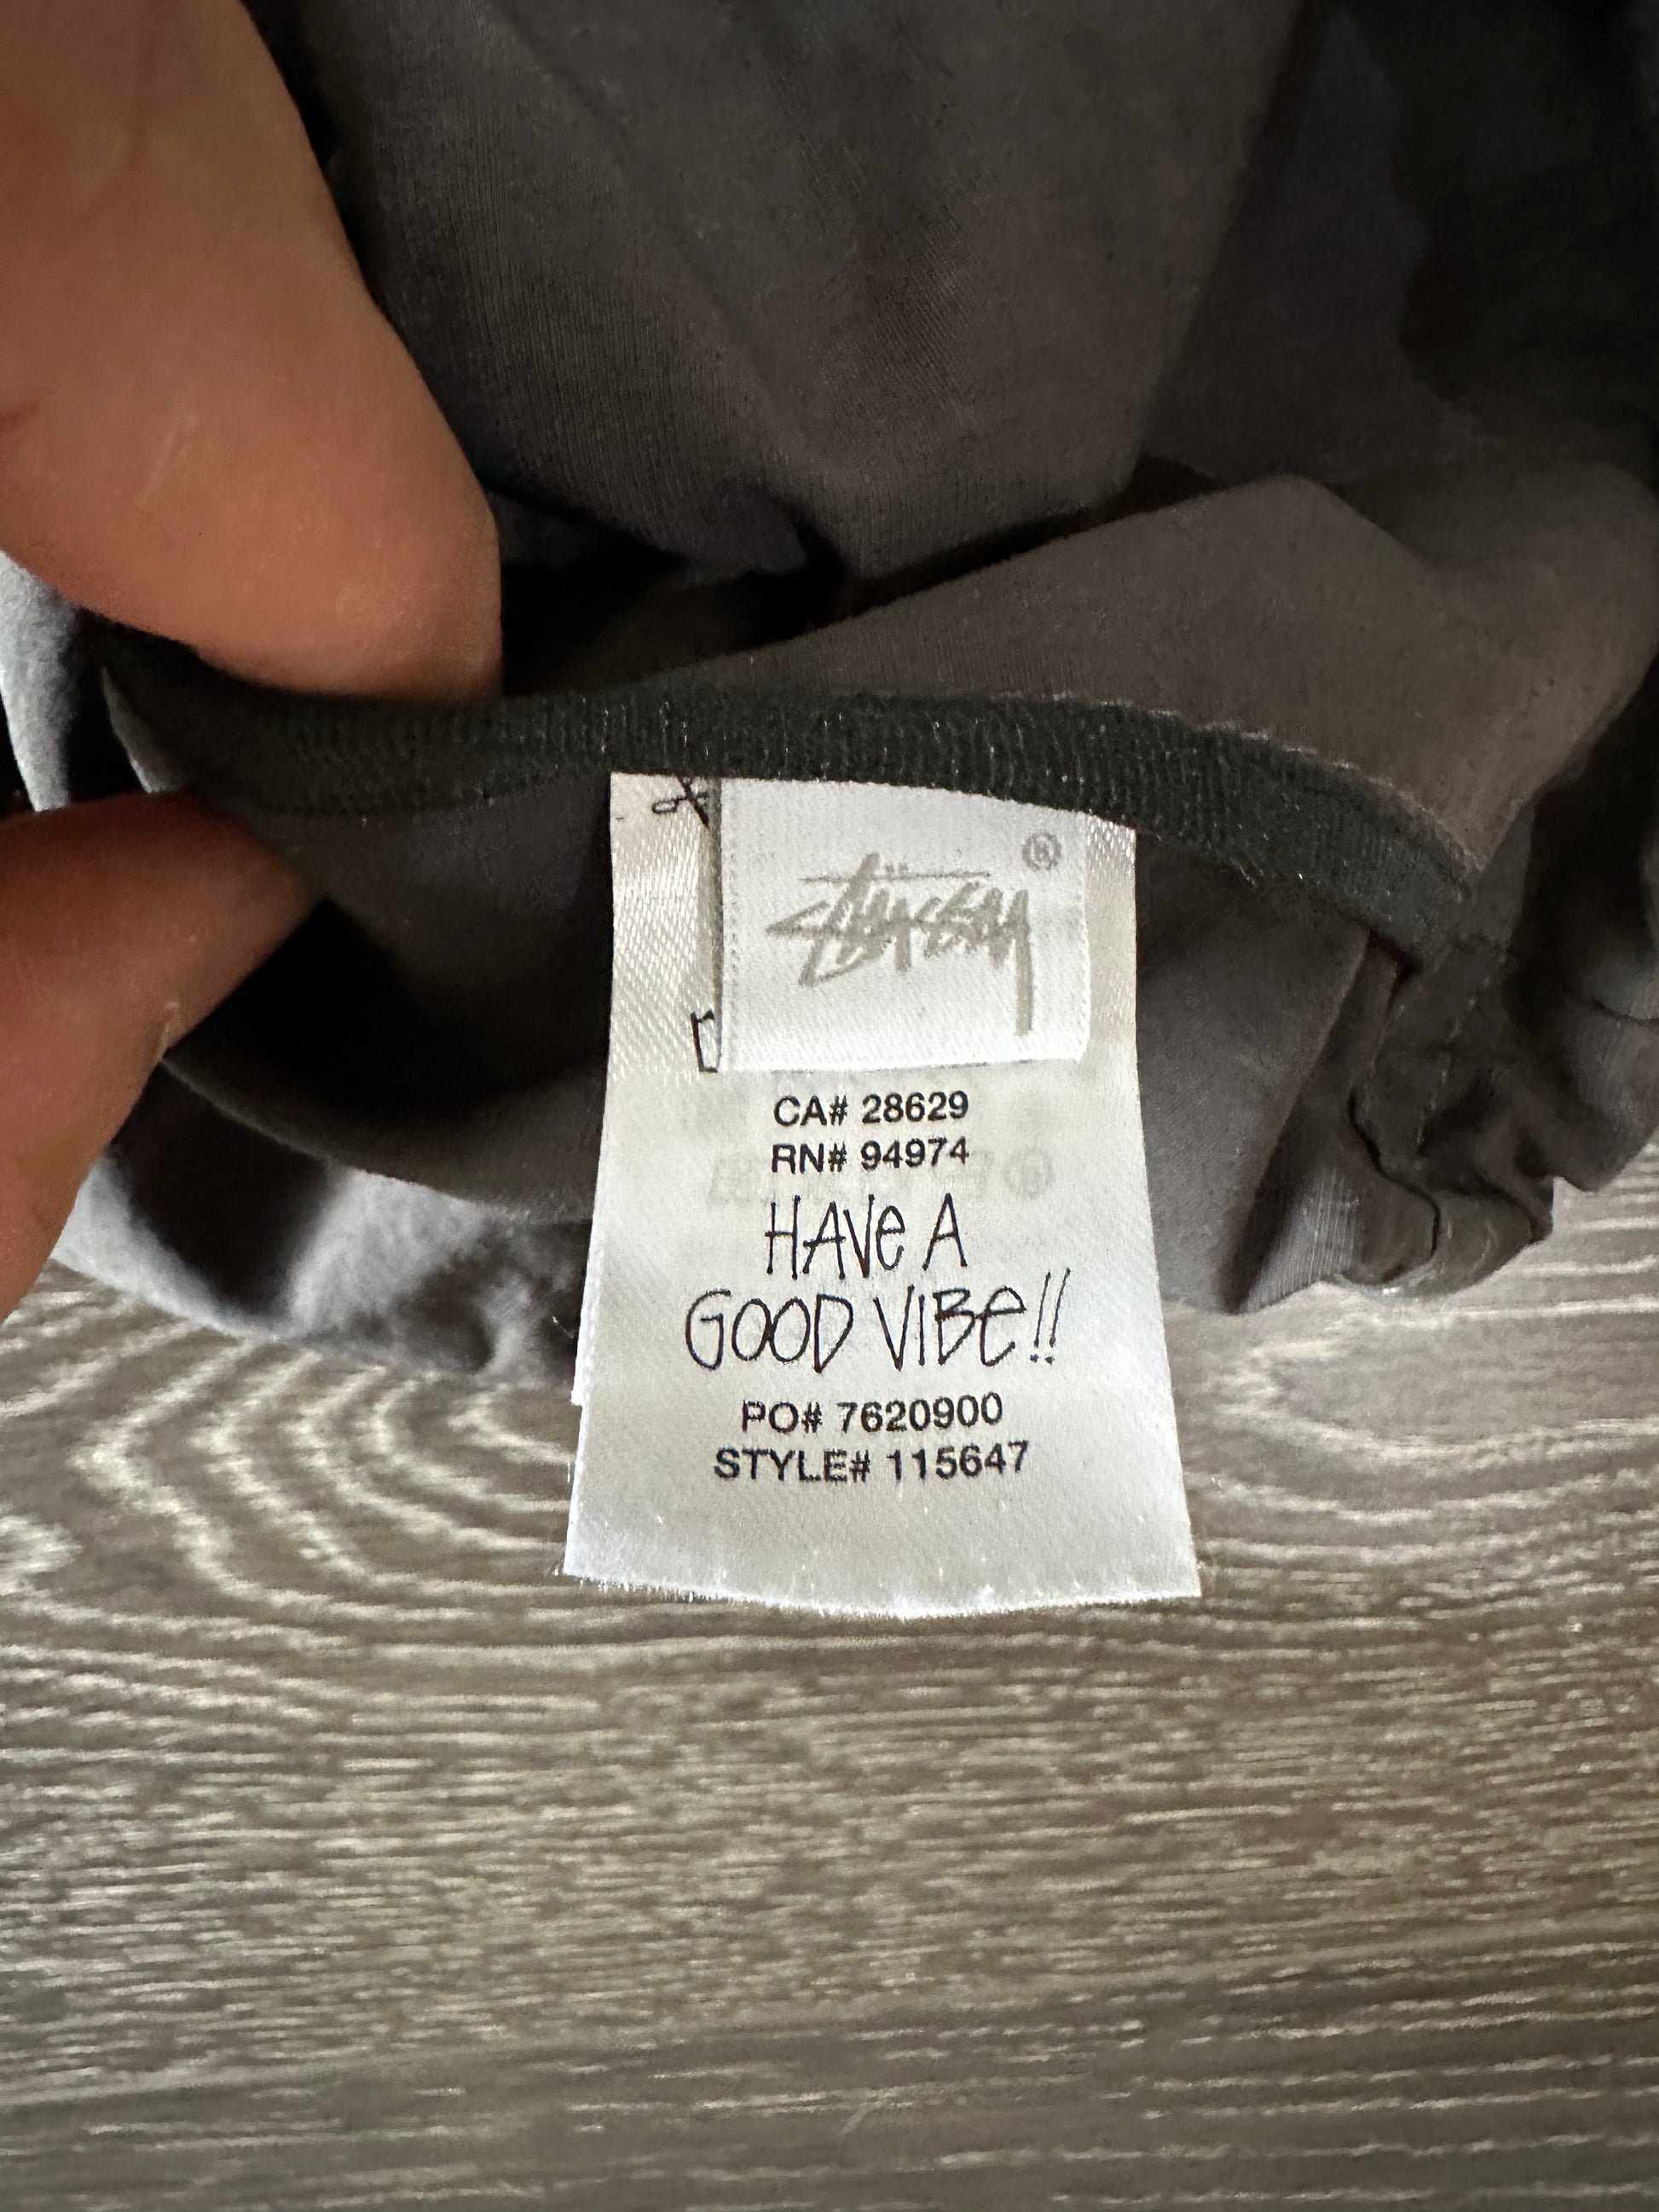 Stüssy ®
CA# 28629
RN# 94974
HAVe A
GOOD VIBe!!
PO# 7620900
STYLE# 115647